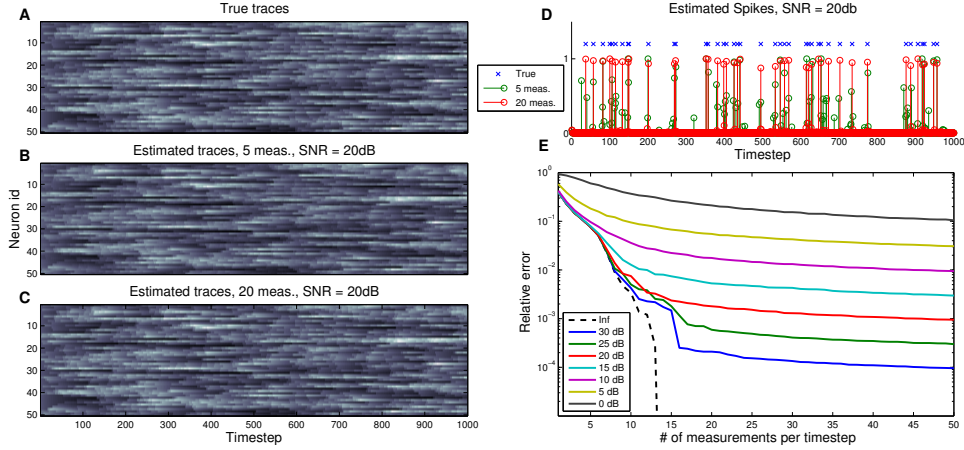 A
True traces
10
20
30
40
50
B
Estimated traces, 5 meas., SNR = 20dB
10
20
30
40
50
Neuron id
C
Estimated traces, 20 meas., SNR = 20dB
10
20
30
40
50
100 200 300 400 500 600 700 800 900 1000
Timestep
D
Estimated Spikes, SNR = 20db
True
5 meas.
20 meas.
1
0
0 100 200 300 400 500 600 700 800 900 1000
Timestep
E
Relative error
10⁻¹
10⁻²
10⁻³
10⁻⁴
Inf
30 dB
25 dB
20 dB
15 dB
10 dB
5 dB
0 dB
5 10 15 20 25 30 35 40 45 50
# of measurements per timestep